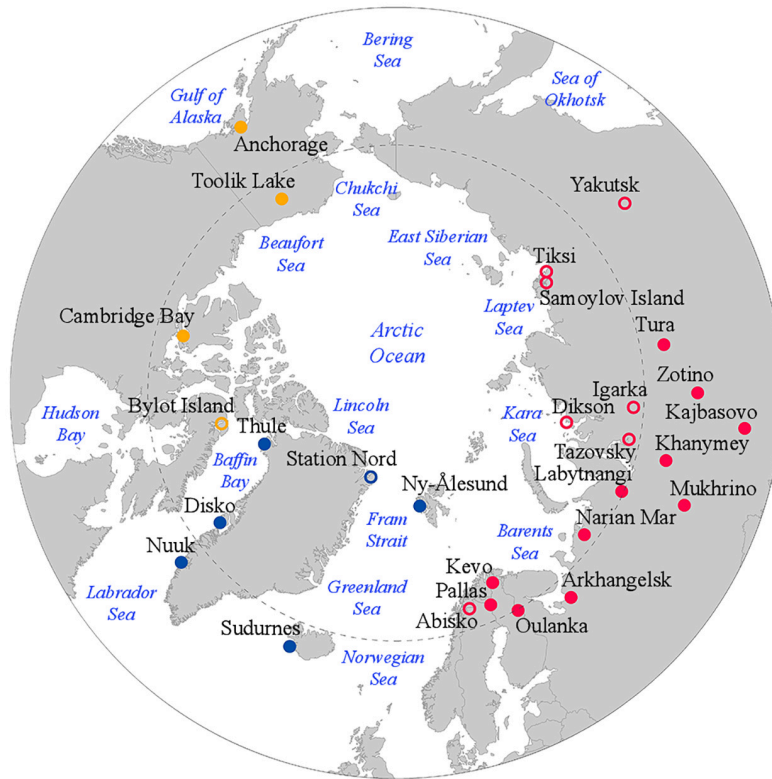 Bering
Sea
Sea of
Okhotsk
Gulf of
Alaska
Anchorage
Toolik Lake
Chukchi
Sea
Yakutsk
Beaufort
Sea
East Siberian
Sea
Tiksi
Samoylov Island
Laptev
Sea
Cambridge Bay
Arctic
Ocean
Tura
Zotino
Igarka
Kajbasovo
Dikson
Bylot Island
Lincoln
Sea
Kara
Sea
Hudson
Bay
Thule
Tazovsky
Khanymey
Baffin
Bay
Station Nord
Ny-Ålesund
Labytnangi
Mukhrino
Disko
Fram
Strait
Narian Mar
Barents
Sea
Nuuk
Kevo
Labrador
Sea
Greenland
Sea
Pallas
Arkhangelsk
Abisko
Oulanka
Sudurnes
Norwegian
Sea